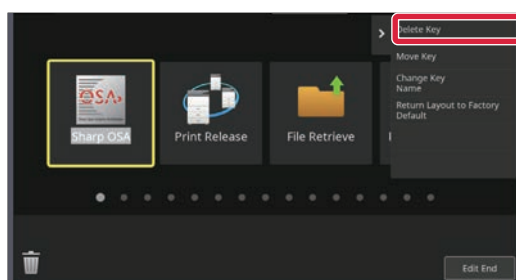 Delete Key
Move Key
Change Key
Name
Return Layout to Factory
Default
OSA
Sharp OSA
Print Release
File Retrieve
Edit End